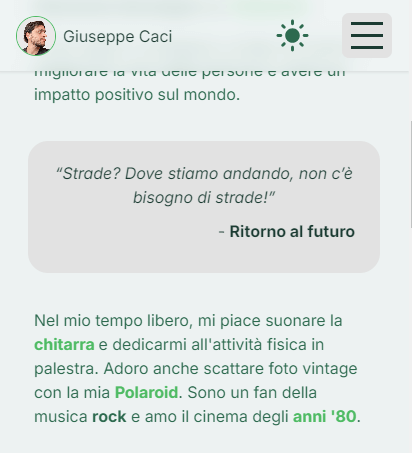 Giuseppe Caci
migliorare la vita delle persone e avere un
impatto positivo sul mondo.
“Strade? Dove stiamo andando, non c’è
bisogno di strade!”
- Ritorno al futuro
Nel mio tempo libero, mi piace suonare la
chitarra e dedicarmi all'attività fisica in
palestra. Adoro anche scattare foto vintage
con la mia Polaroid. Sono un fan della
musica rock e amo il cinema degli anni '80.